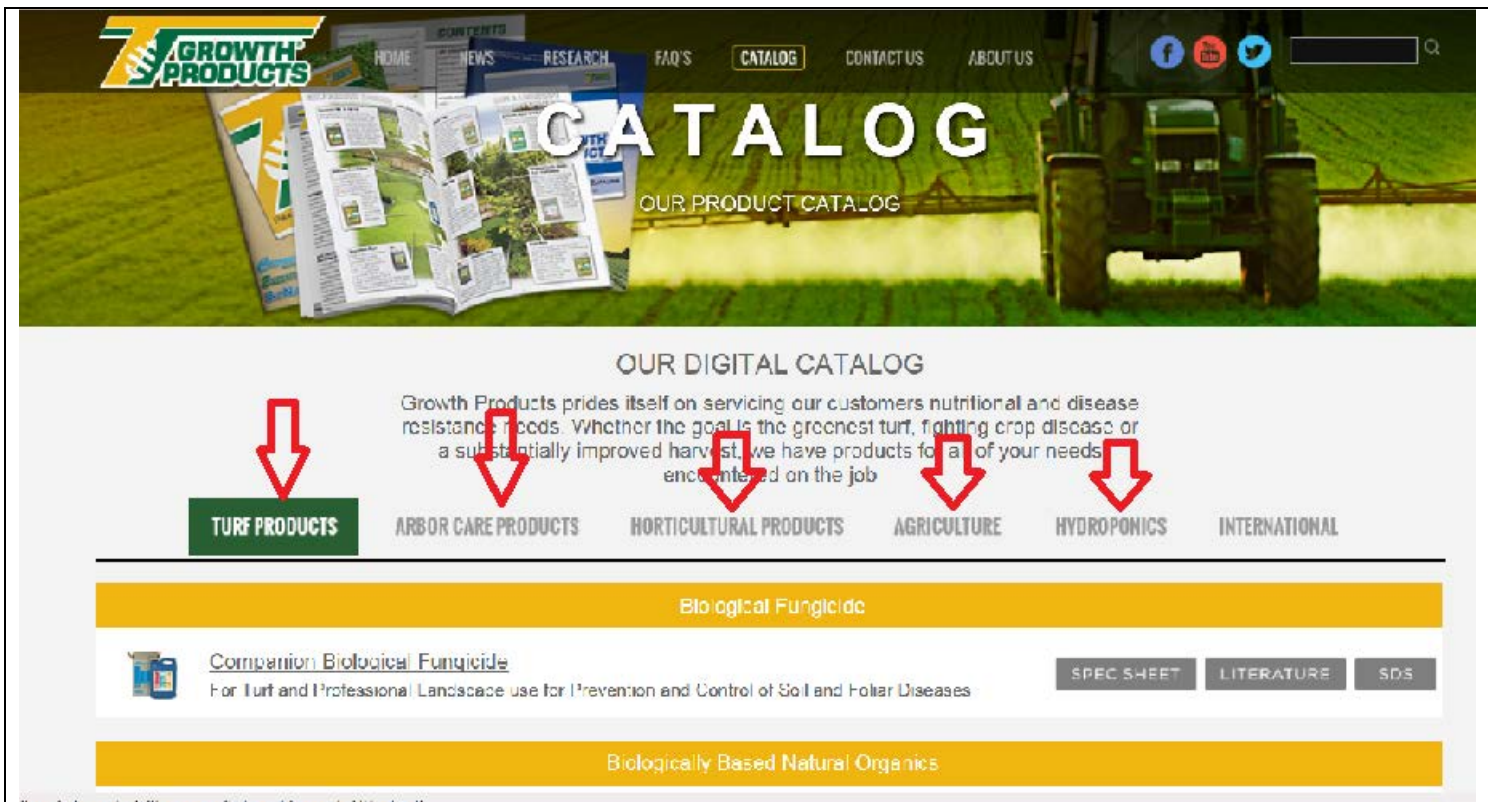 GROWTH PRODUCTS
HOME NEWS RESEARCH FAQ'S CATALOG CONTACT US ABOUT US
CONTENTS
CATALOG
OUR PRODUCT CATALOG
OUR DIGITAL CATALOG
Growth Products prides itself on servicing our customers nutritional and disease
resistance needs. Whether the goal is the greenest turf, fighting crop disease or
a substantially improved harvest, we have products for all of your needs
encountered on the job
TURF PRODUCTS ARBOR CARE PRODUCTS HORTICULTURAL PRODUCTS AGRICULTURE HYDROPONICS INTERNATIONAL
Biological Fungicide
Companion Biological Fungicide
For Turf and Professional Landscape use for Prevention and Control of Soil and Foliar Diseases
SPEC SHEET LITERATURE SDS
Biologically Based Natural Organics